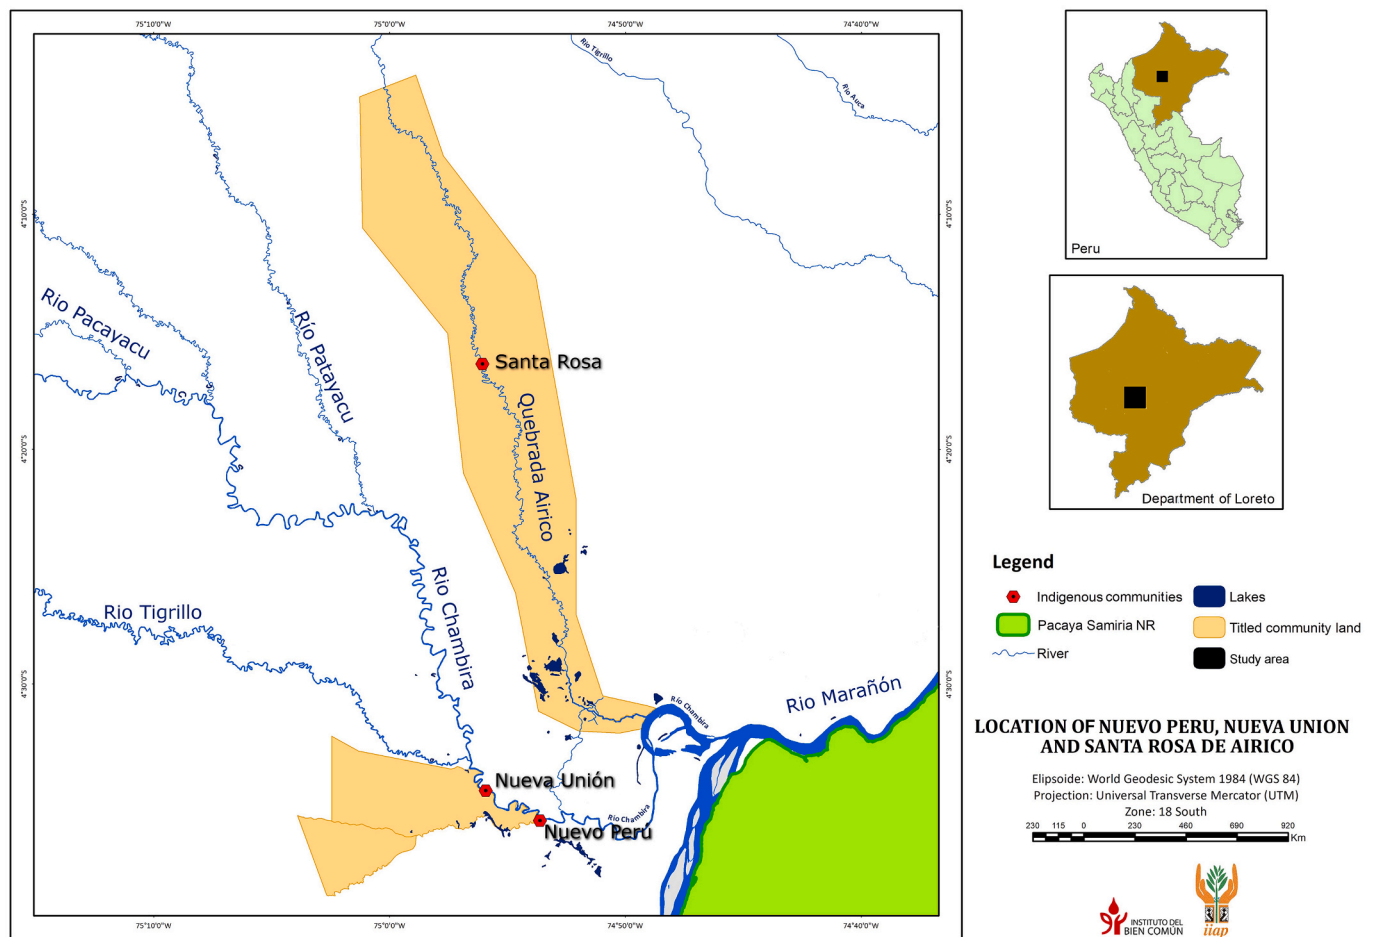 75°10'0"W
75°0'0"W
74°50'0"W
74°40'0"W
Rio Tigrillo
Rio Auca
4°10'0"S
4°10'0"S
Rio Pacayacu
Río Patayacu
Santa Rosa
Quebrada Airico
4°20'0"S
4°20'0"S
Rio Chambira
Rio Tigrillo
4°30'0"S
4°30'0"S
Río Chambira
Rio Marañón
Nueva Unión
Río Chambira
Nuevo Perú
75°10'0"W
75°0'0"W
74°50'0"W
74°40'0"W
Peru
Department of Loreto
Legend
Indigenous communities
Lakes
Pacaya Samiria NR
Titled community land
River
Study area
LOCATION OF NUEVO PERU, NUEVA UNION
AND SANTA ROSA DE AIRICO
Elipsoide: World Geodesic System 1984 (WGS 84)
Projection: Universal Transverse Mercator (UTM)
Zone: 18 South
230 115 0 230 460 690 920
Km
INSTITUTO DEL
BIEN COMÚN
iiap